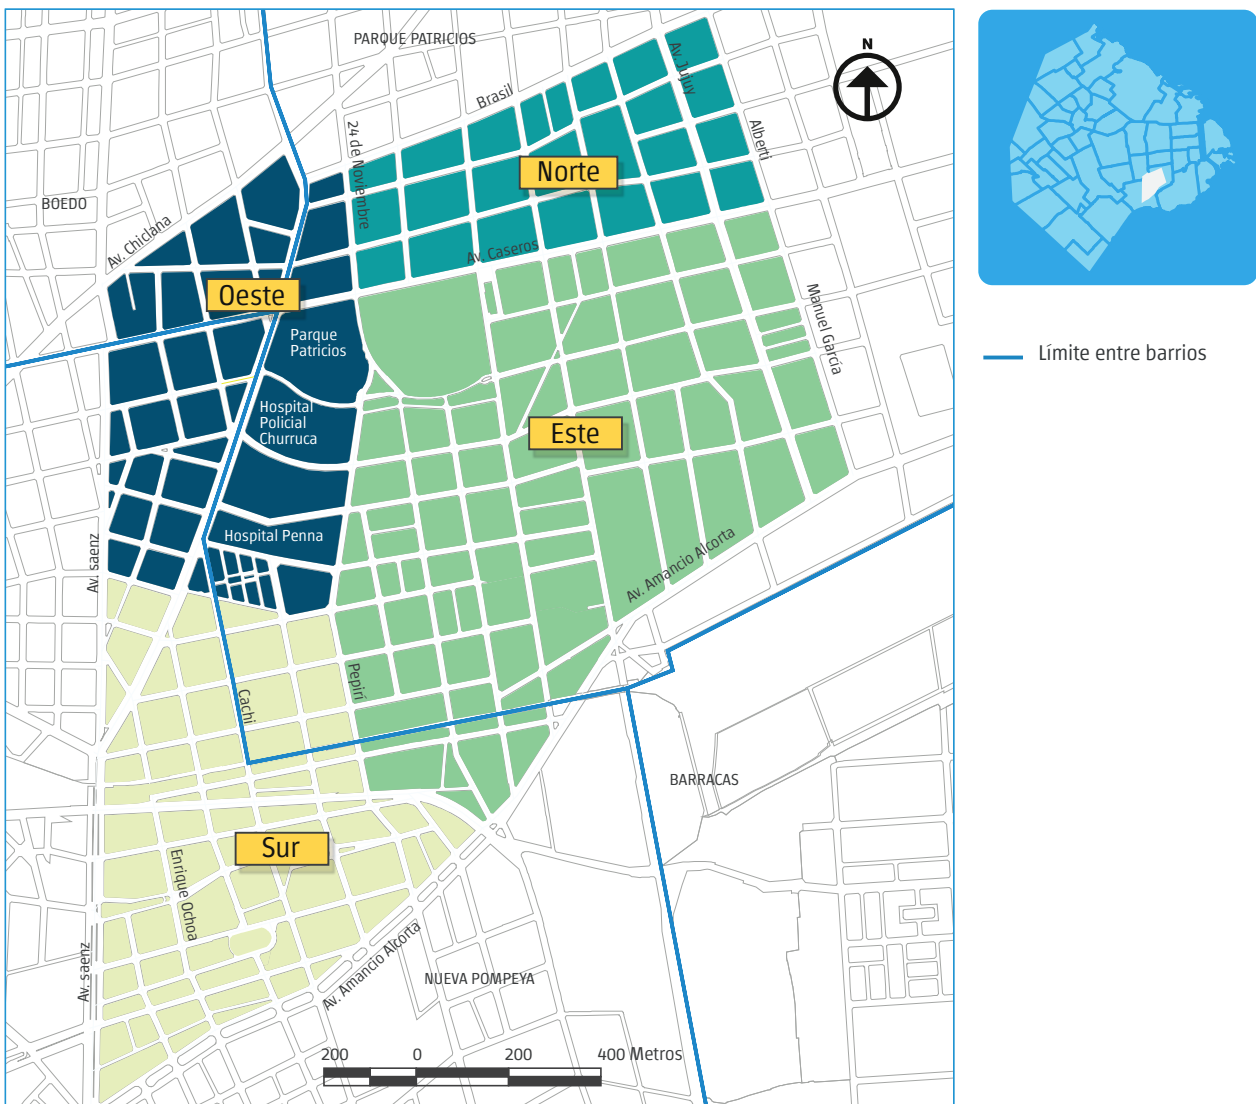 PARQUE PATRICIOS
N
Av. Jujuy
Brasil
24 de Noviembre
Alberti
Norte
BOEDO
Av. Chiclana
Av. Caseros
Oeste
Manuel García
Parque
Patricios
Límite entre barrios
Hospital
Policial
Churruca
Este
Hospital Penna
Av. saenz
Av. Amancio Alcorta
Pepirí
Cachi
BARRACAS
Sur
Enrique Ochoa
Av. saenz
Av. Amancio Alcorta
NUEVA POMPEYA
200 0 200 400 Metros